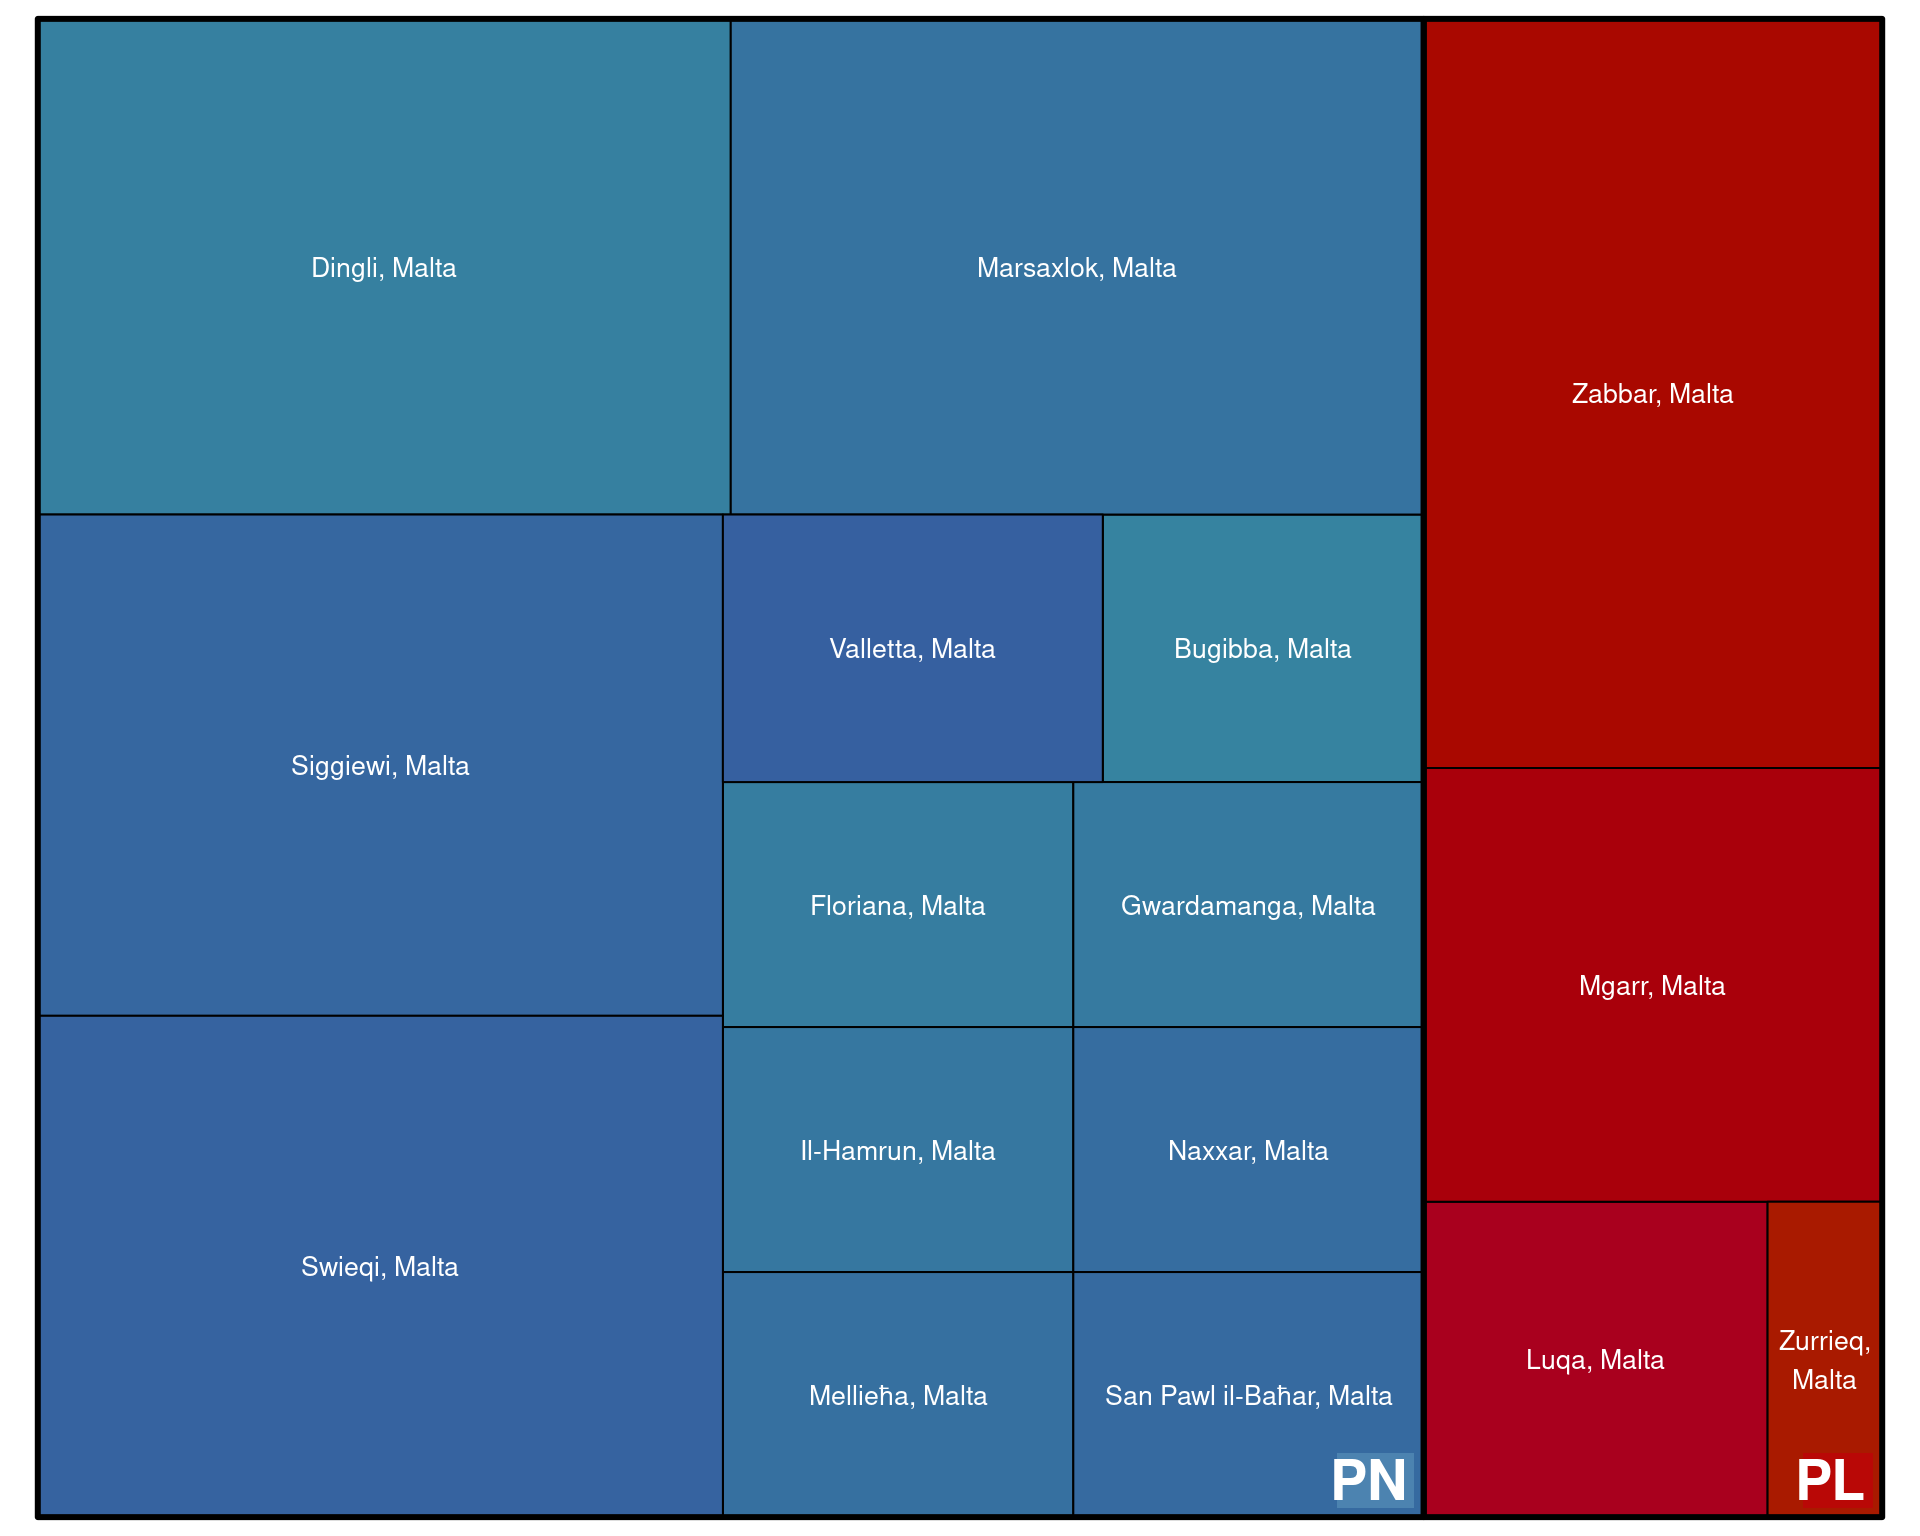 Dingli, Malta
Marsaxlok, Malta
Zabbar, Malta
Siggiewi, Malta
Valletta, Malta
Bugibba, Malta
Floriana, Malta
Gwardamanga, Malta
Mgarr, Malta
Il-Hamrun, Malta
Naxxar, Malta
Swieqi, Malta
Mellieħa, Malta
San Pawl il-Baħar, Malta
Luqa, Malta
Zurrieq,
Malta
PN
PL